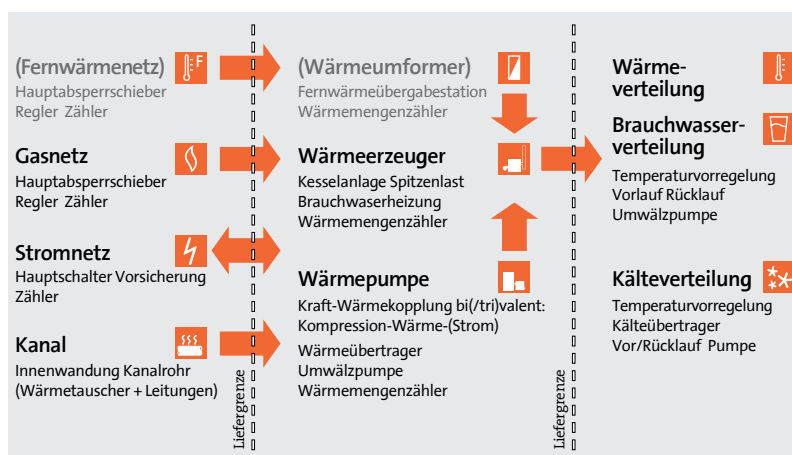 (Fernwärmenetz)
Hauptabsperrschieber
Regler Zähler
Gasnetz
Hauptabsperrschieber
Regler Zähler
Stromnetz
Hauptschalter Vorsicherung
Zähler
Kanal
Innenwandung Kanalrohr
(Wärmetauscher + Leitungen)
F
Liefergrenze
(Wärmeumformer)
Fernwärmeübergabestation
Wärmemengenzähler
Wärmeerzeuger
Kesselanlage Spitzenlast
Brauchwaserheizung
Wärmemengenzähler
Wärmepumpe
Kraft-Wärmekopplung bi(/tri)valent:
Kompression-Wärme-(Strom)
Wärmeübertrager
Umwälzpumpe
Wärmemengenzähler
Liefergrenze
Wärme-
verteilung
Brauchwasser-
verteilung
Temperaturvorregelung
Vorlauf Rücklauf
Umwälzpumpe
Kälteverteilung
Temperaturvorregelung
Kälteübertrager
Vor/Rücklauf Pumpe